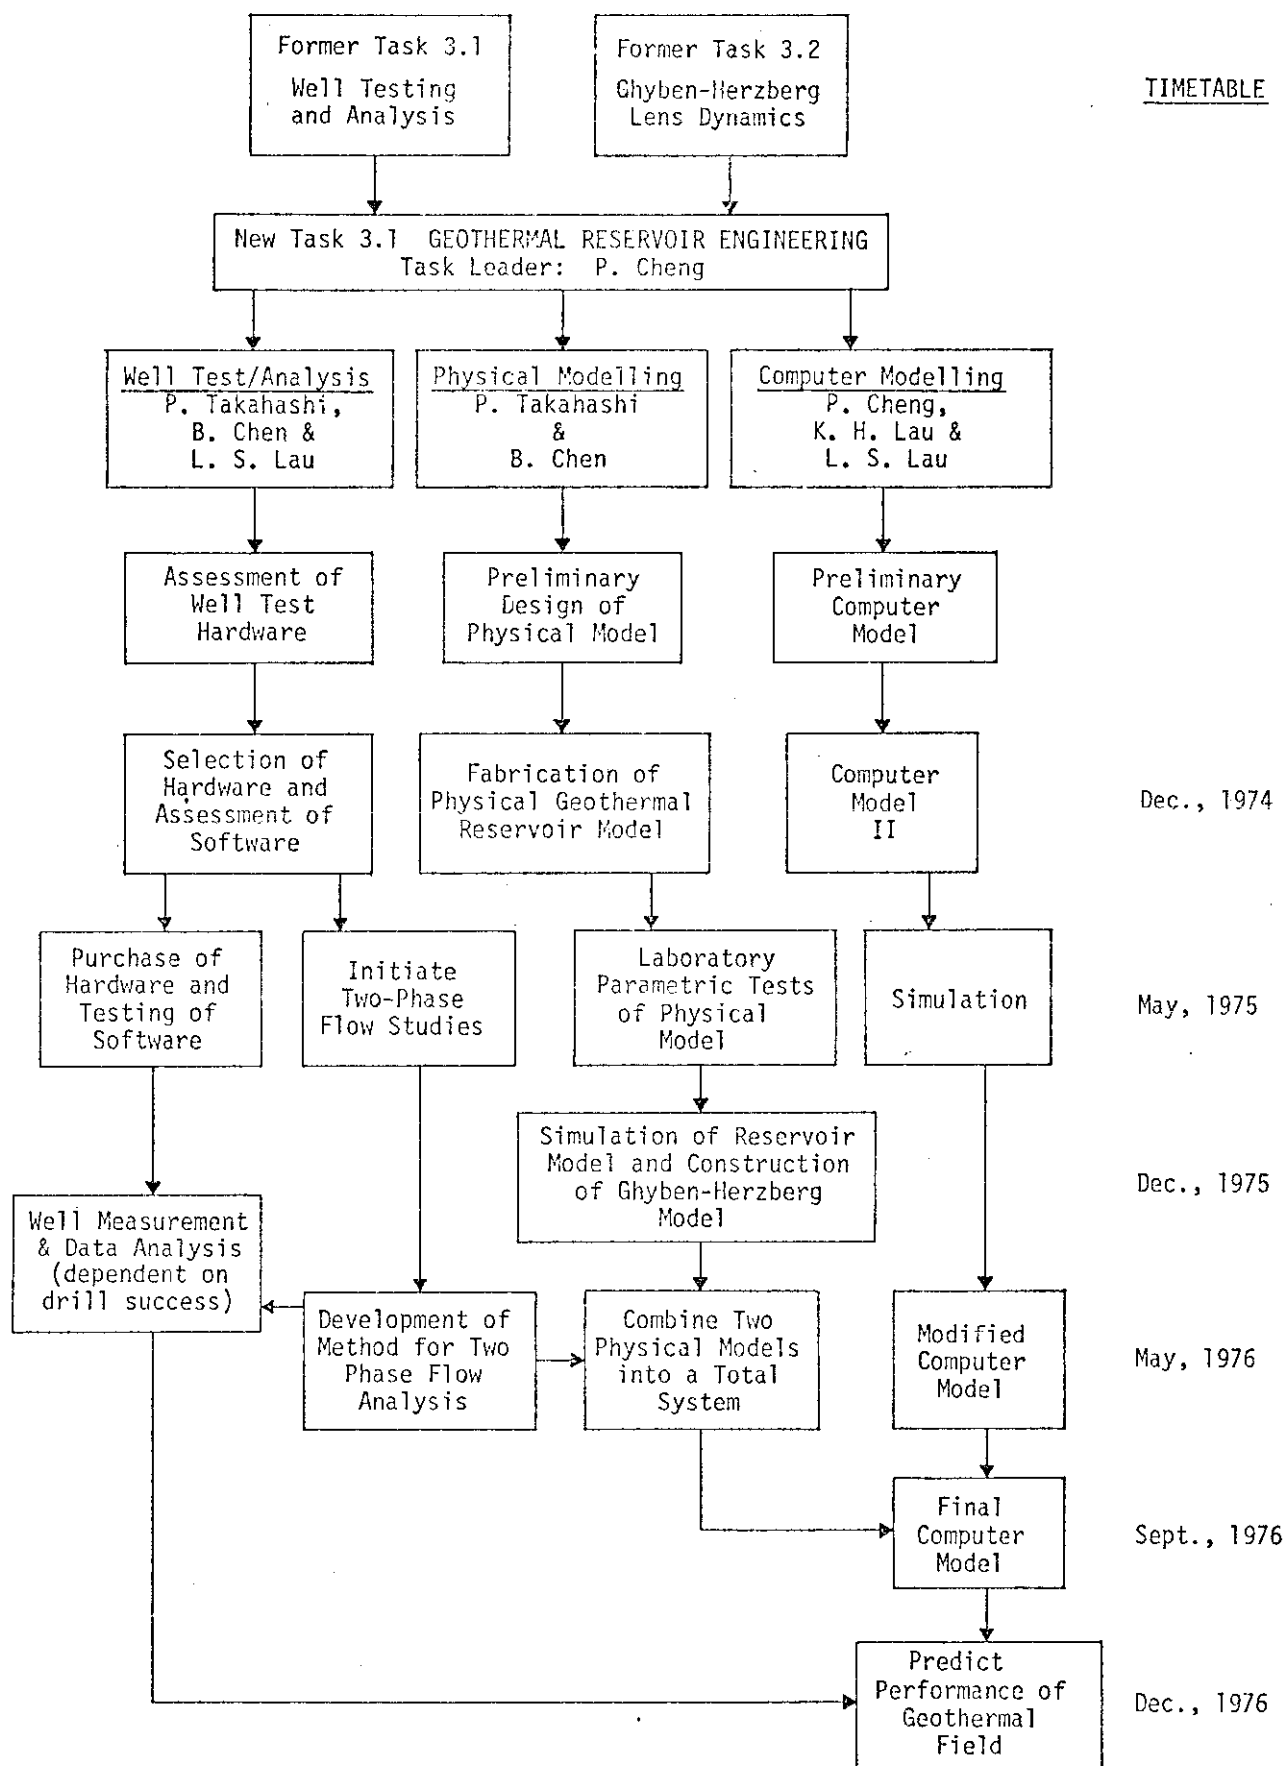 Former Task 3.1
Well Testing
and Analysis
Former Task 3.2
Ghyben-Herzberg
Lens Dynamics
TIMETABLE
New Task 3.1 GEOTHERMAL RESERVOIR ENGINEERING
Task Leader: P. Cheng
Well Test/Analysis
P. Takahashi,
B. Chen &
L. S. Lau
Physical Modelling
P. Takahashi
&
B. Chen
Computer Modelling
P. Cheng,
K. H. Lau &
L. S. Lau
Assessment of
Well Test
Hardware
Preliminary
Design of
Physical Model
Preliminary
Computer
Model
Selection of
Hardware and
Assessment of
Software
Fabrication of
Physical Geothermal
Reservoir Model
Computer
Model
II
Dec., 1974
Purchase of
Hardware and
Testing of
Software
Initiate
Two-Phase
Flow Studies
Laboratory
Parametric Tests
of Physical
Model
Simulation
May, 1975
Simulation of Reservoir
Model and Construction
of Ghyben-Herzberg
Model
Dec., 1975
Well Measurement
& Data Analysis
(dependent on
drill success)
Development of
Method for Two
Phase Flow
Analysis
Combine Two
Physical Models
into a Total
System
Modified
Computer
Model
May, 1976
Final
Computer
Model
Sept., 1976
Predict
Performance of
Geothermal
Field
Dec., 1976